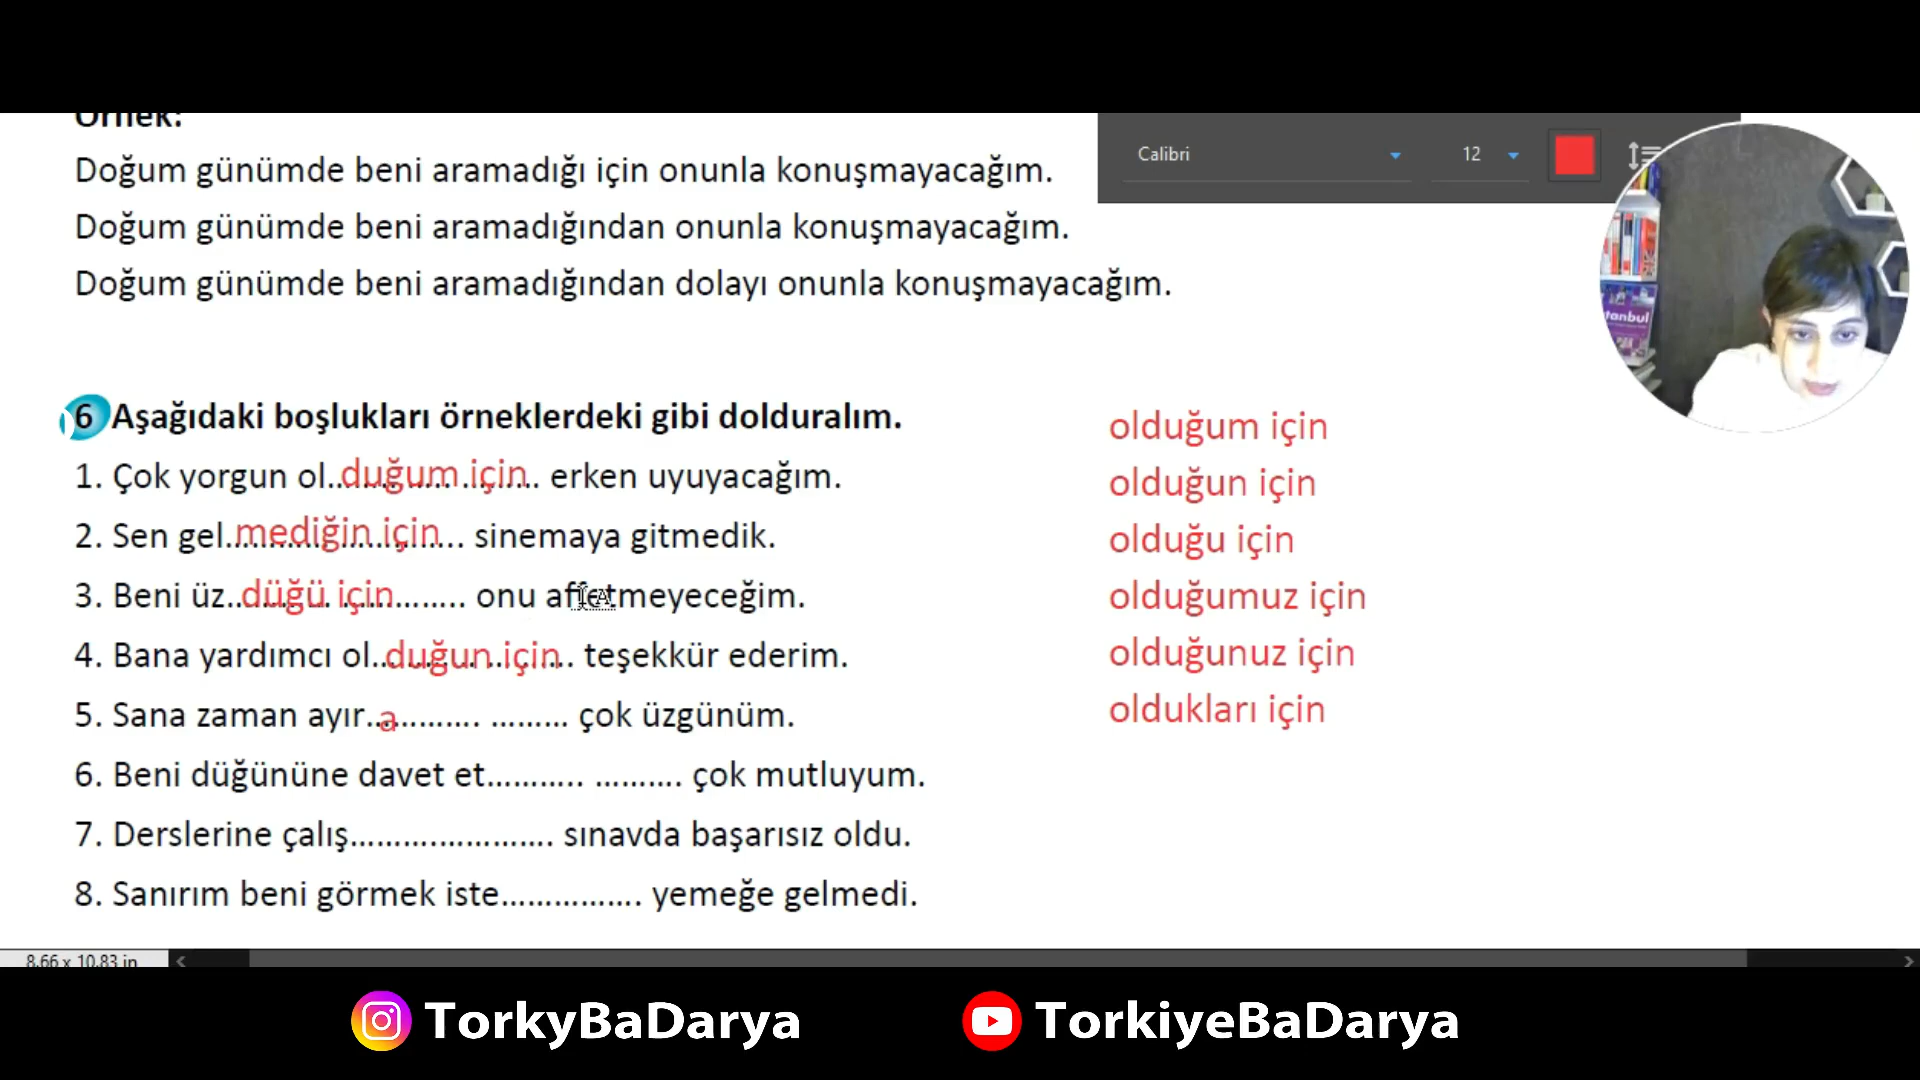 Örnek:
Calibri 12
Doğum günümde beni aramadığı için onunla konuşmayacağım.
Doğum günümde beni aramadığından onunla konuşmayacağım.
Doğum günümde beni aramadığından dolayı onunla konuşmayacağım.
tanbul
6 Aşağıdaki boşlukları örneklerdeki gibi dolduralım.
1. Çok yorgun ol..duğum için.. erken uyuyacağım.
2. Sen gel..mediğin için... sinemaya gitmedik.
3. Beni üz..düğü için........ onu affetmeyeceğim.
4. Bana yardımcı ol..duğun için.. teşekkür ederim.
5. Sana zaman ayır..a.......... ......... çok üzgünüm.
6. Beni düğününe davet et........... .......... çok mutluyum.
7. Derslerine çalış....................... sınavda başarısız oldu.
8. Sanırım beni görmek iste................ yemeğe gelmedi.
olduğum için
olduğun için
olduğu için
olduğumuz için
olduğunuz için
oldukları için
8.66 x 10.83 in
TorkyBaDarya
TorkiyeBaDarya